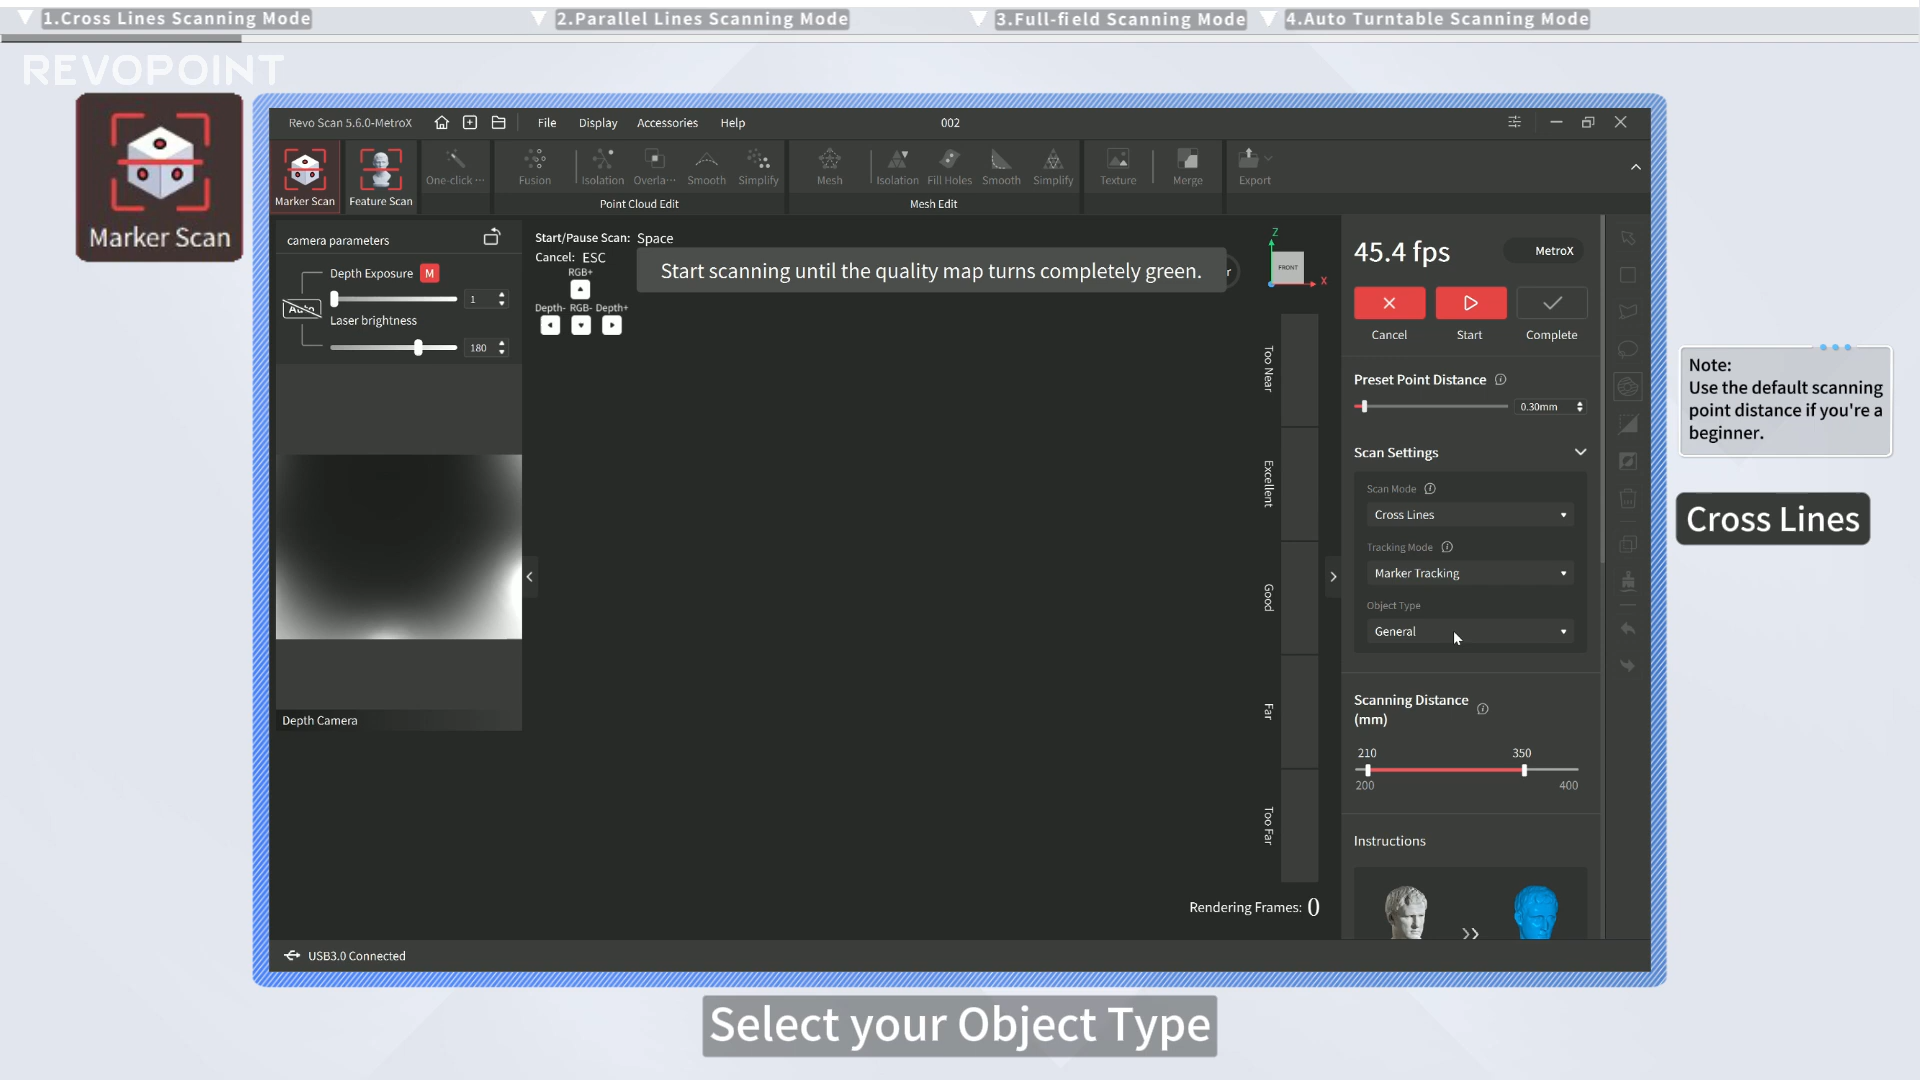 1.Cross Lines Scanning Mode
2.Parallel Lines Scanning Mode
3.Full-field Scanning Mode
4.Auto Turntable Scanning Mode
REVOPOINT
Marker Scan
Revo Scan 5.6.0-MetroX
File
Display
Accessories
Help
002
Marker Scan
Feature Scan
One-click ···
Fusion
Isolation
Overla···
Smooth
Simplify
Point Cloud Edit
Mesh
Isolation
Fill Holes
Smooth
Simplify
Mesh Edit
Texture
Merge
Export
camera parameters
Depth Exposure
M
Auto
1
Laser brightness
180
Depth Camera
Start/Pause Scan: Space
Cancel: ESC
RGB+
Depth- RGB- Depth+
Start scanning until the quality map turns completely green.
r
Z
FRONT
X
Too Near
Excellent
Good
Far
Too Far
Rendering Frames: 0
45.4 fps
MetroX
Cancel
Start
Complete
Preset Point Distance
0.30mm
Scan Settings
Scan Mode
Cross Lines
Tracking Mode
Marker Tracking
Object Type
General
Scanning Distance
(mm)
210
350
200
400
Instructions
USB3.0 Connected
Note:
Use the default scanning
point distance if you're a
beginner.
Cross Lines
Select your Object Type